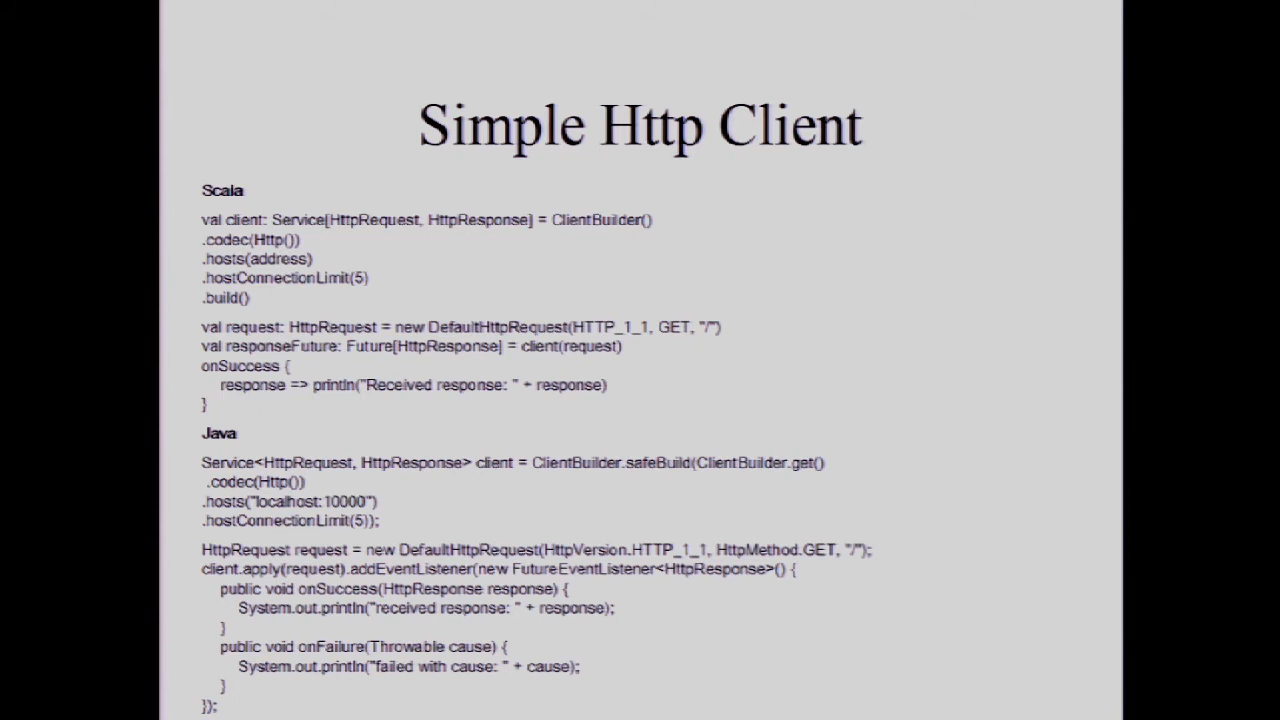 Simple Http Client
Scala
val client: Service[HttpRequest, HttpResponse] = ClientBuilder()
.codec(Http())
.hosts(address)
.hostConnectionLimit(5)
.build()
val request: HttpRequest = new DefaultHttpRequest(HTTP_1_1, GET, "/")
val responseFuture: Future[HttpResponse] = client(request)
onSuccess {
response => println("Received response: " + response)
}
Java
Service<HttpRequest, HttpResponse> client = ClientBuilder.safeBuild(ClientBuilder.get()
.codec(Http())
.hosts("localhost:10000")
.hostConnectionLimit(5));
HttpRequest request = new DefaultHttpRequest(HttpVersion.HTTP_1_1, HttpMethod.GET, "/");
client.apply(request).addEventListener(new FutureEventListener<HttpResponse>() {
public void onSuccess(HttpResponse response) {
System.out.println("received response: " + response);
}
public void onFailure(Throwable cause) {
System.out.println("failed with cause: " + cause);
}
});